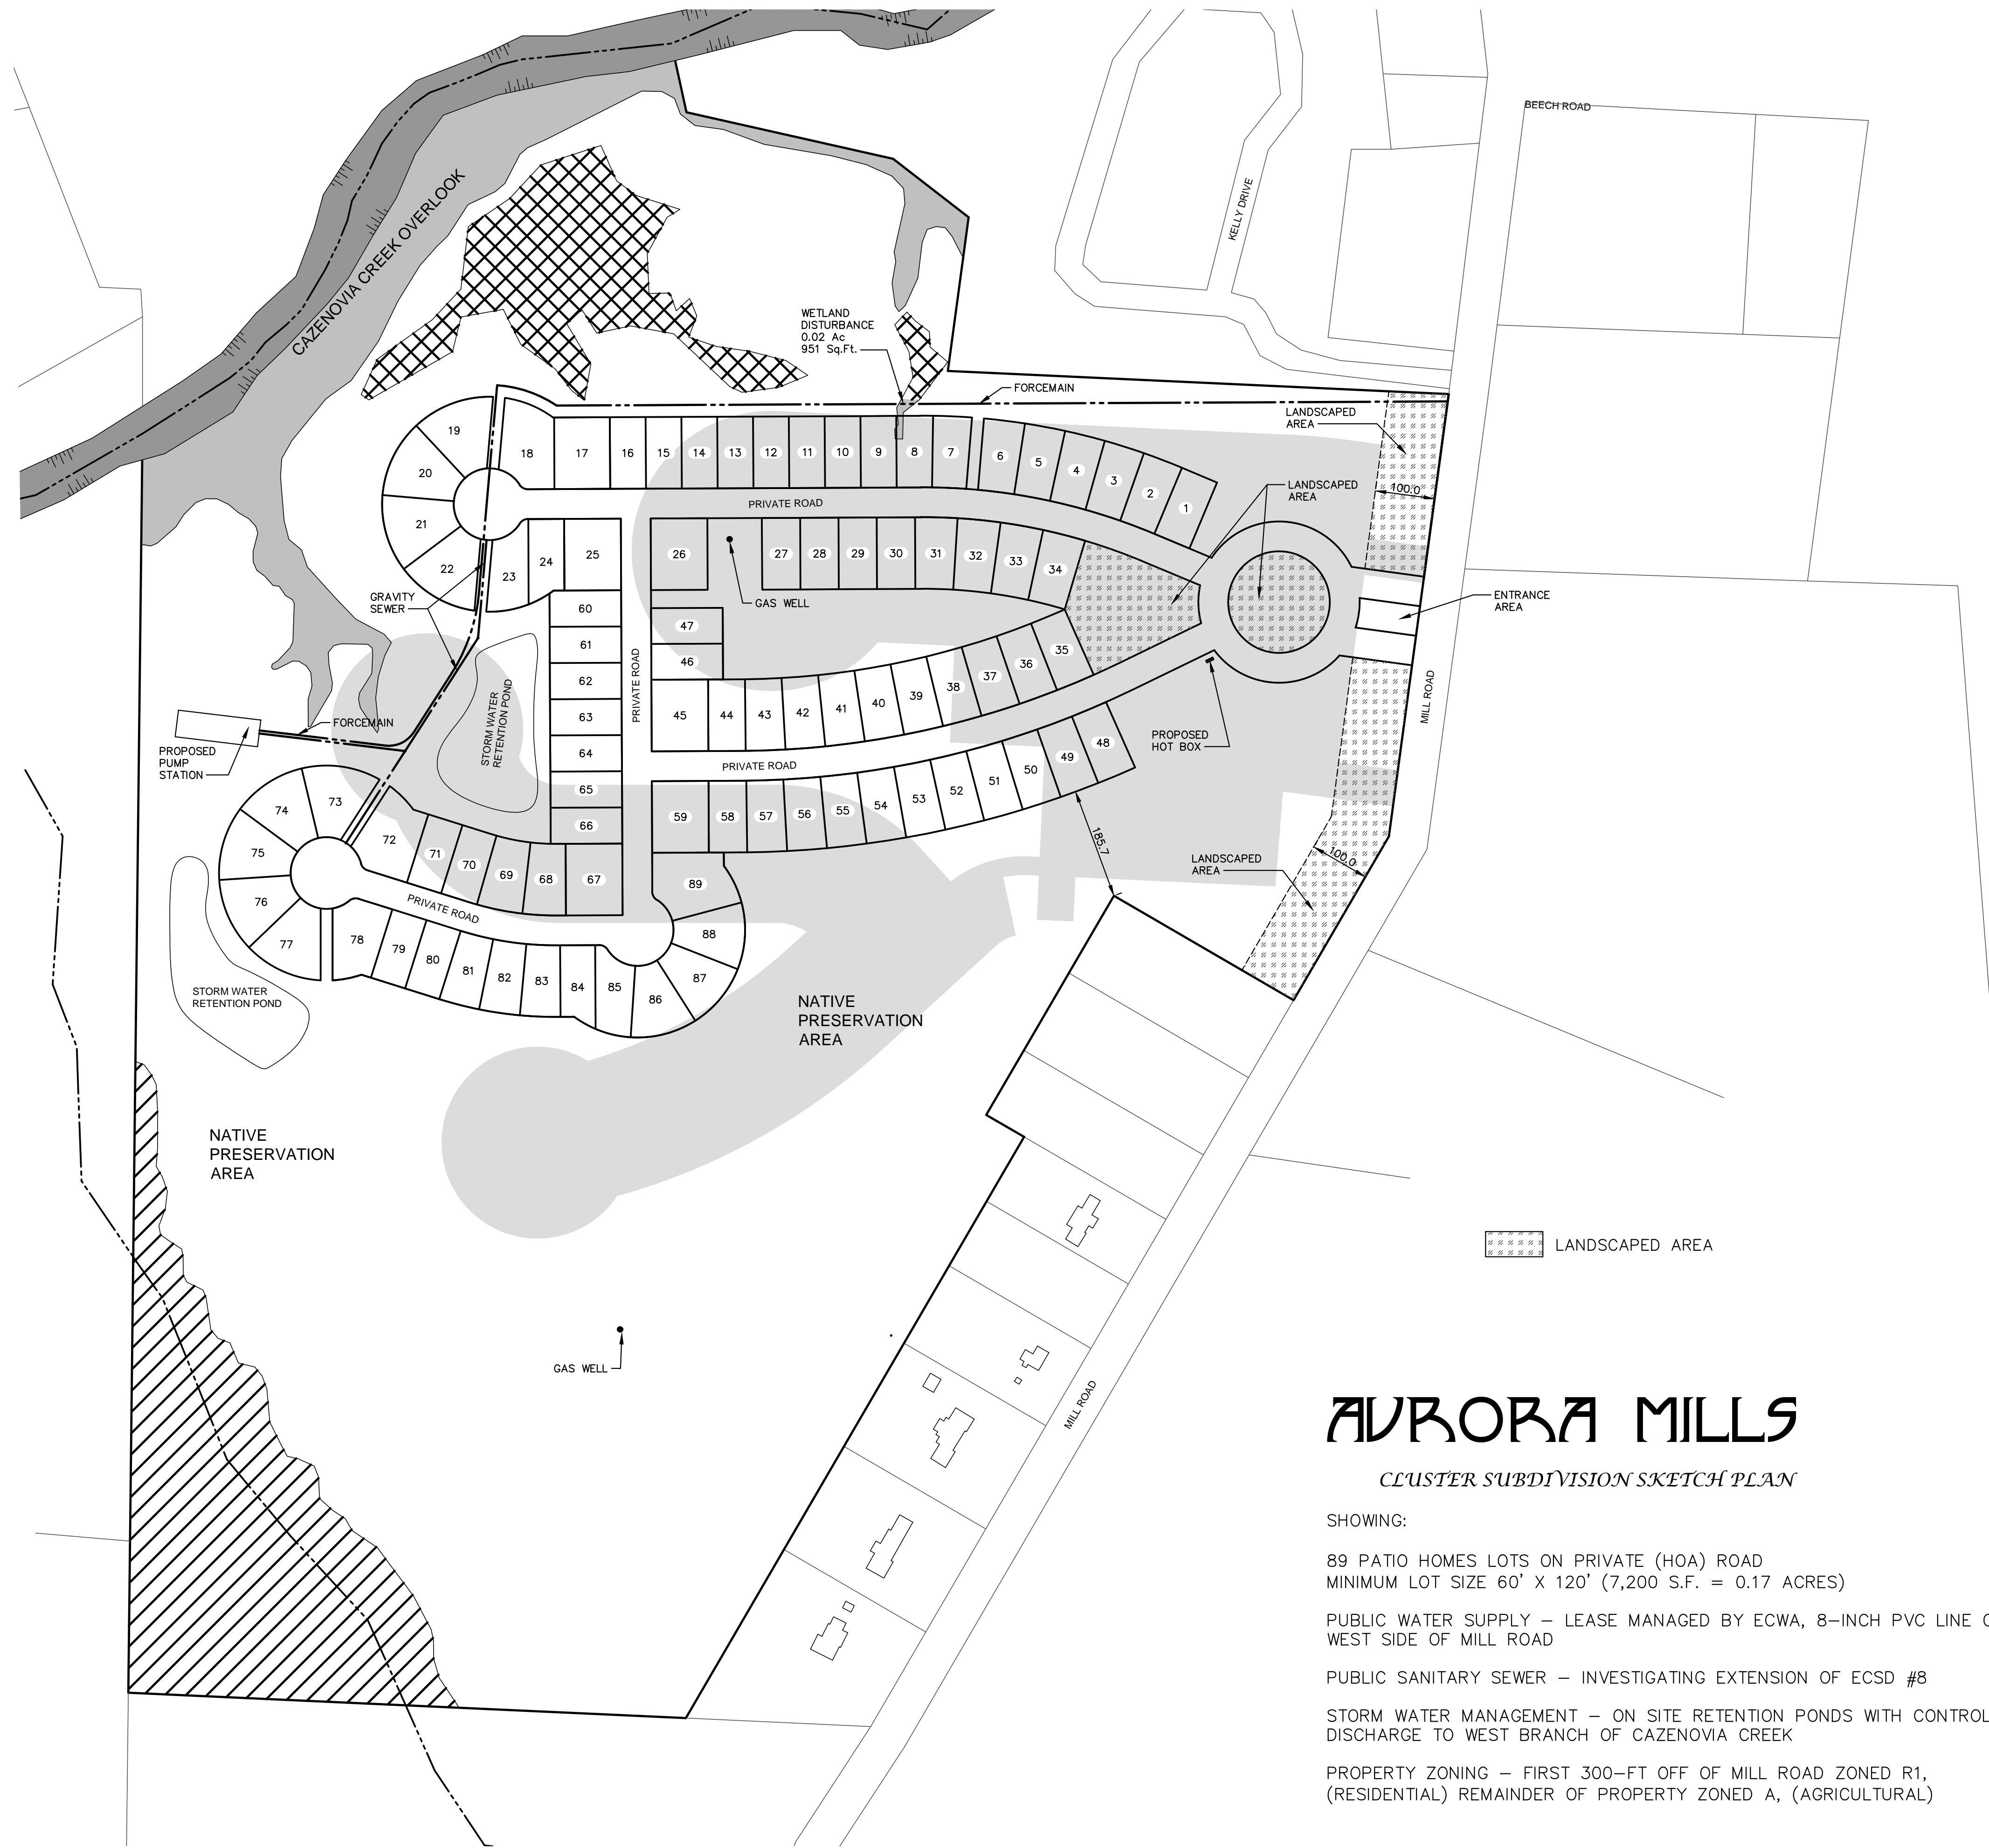 BEECH ROAD
KELLY DRIVE
CAZENOVIA CREEK OVERLOOK
WETLAND
DISTURBANCE
0.02 Ac
951 Sq.Ft.
FORCEMAIN
LANDSCAPED
AREA
100.0
19
18
17
16
15
14
13
12
11
10
9
8
7
6
5
4
3
2
1
20
21
22
PRIVATE ROAD
LANDSCAPED
AREA
23
24
25
26
27
28
29
30
31
32
33
34
GRAVITY
SEWER
GAS WELL
ENTRANCE
AREA
60
61
62
63
64
65
66
47
46
PRIVATE ROAD
STORM WATER
RETENTION POND
45
44
43
42
41
40
39
38
37
36
35
MILL ROAD
FORCEMAIN
PROPOSED
PUMP
STATION
PROPOSED
HOT BOX
PRIVATE ROAD
59
58
57
56
55
54
53
52
51
50
49
48
185.7
LANDSCAPED
AREA
100.0
73
74
75
76
77
72
71
70
69
68
67
PRIVATE ROAD
78
79
80
81
82
83
84
85
86
87
88
89
STORM WATER
RETENTION POND
NATIVE
PRESERVATION
AREA
NATIVE
PRESERVATION
AREA
GAS WELL
MILL ROAD
LANDSCAPED AREA
AURORA MILLS
CLUSTER SUBDIVISION SKETCH PLAN
SHOWING:
89 PATIO HOMES LOTS ON PRIVATE (HOA) ROAD
MINIMUM LOT SIZE 60' X 120' (7,200 S.F. = 0.17 ACRES)
PUBLIC WATER SUPPLY – LEASE MANAGED BY ECWA, 8–INCH PVC LINE
WEST SIDE OF MILL ROAD
PUBLIC SANITARY SEWER – INVESTIGATING EXTENSION OF ECSD #8
STORM WATER MANAGEMENT – ON SITE RETENTION PONDS WITH CONTROL
DISCHARGE TO WEST BRANCH OF CAZENOVIA CREEK
PROPERTY ZONING – FIRST 300–FT OFF OF MILL ROAD ZONED R1,
(RESIDENTIAL) REMAINDER OF PROPERTY ZONED A, (AGRICULTURAL)